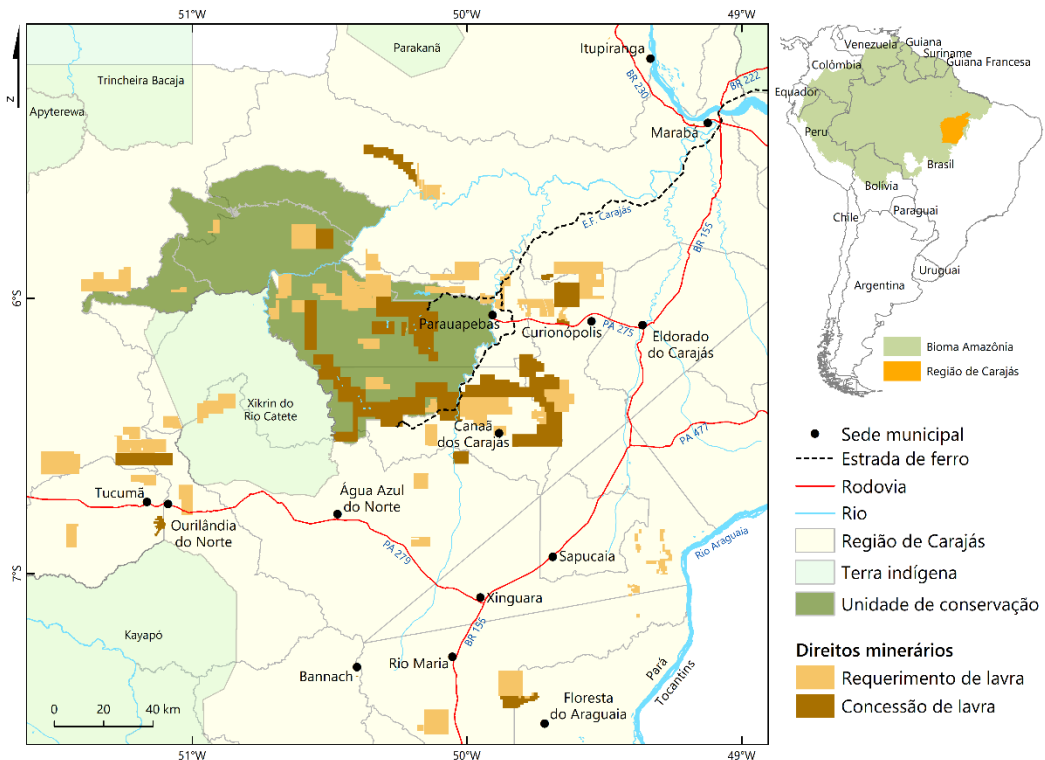 51°W
50°W
49°W
Itupiranga
Parakanã
Trincheira Bacaja
BR 230
BR 222
Apyterewa
z
Marabá
E.F. Carajás
BR 155
6°S
Parauapebas
Curionópolis
PA 275
Eldorado
do Carajás
Xikrin do
Rio Catete
Canaã
dos Carajás
PA 477
Tucumã
Água Azul
do Norte
Ourilândia
do Norte
PA 279
Rio Araguaia
Sapucaia
7°S
Xinguara
Kayapó
BR 155
Rio Maria
Bannach
Pará
Tocantins
Floresta
do Araguaia
0 20 40 km
51°W
50°W
49°W
Venezuela
Guiana
Suriname
Guiana Francesa
Colômbia
Equador
Peru
Brasil
Bolívia
Paraguai
Chile
Uruguai
Argentina
Bioma Amazônia
Região de Carajás
Sede municipal
Estrada de ferro
Rodovia
Rio
Região de Carajás
Terra indígena
Unidade de conservação
Direitos minerários
Requerimento de lavra
Concessão de lavra